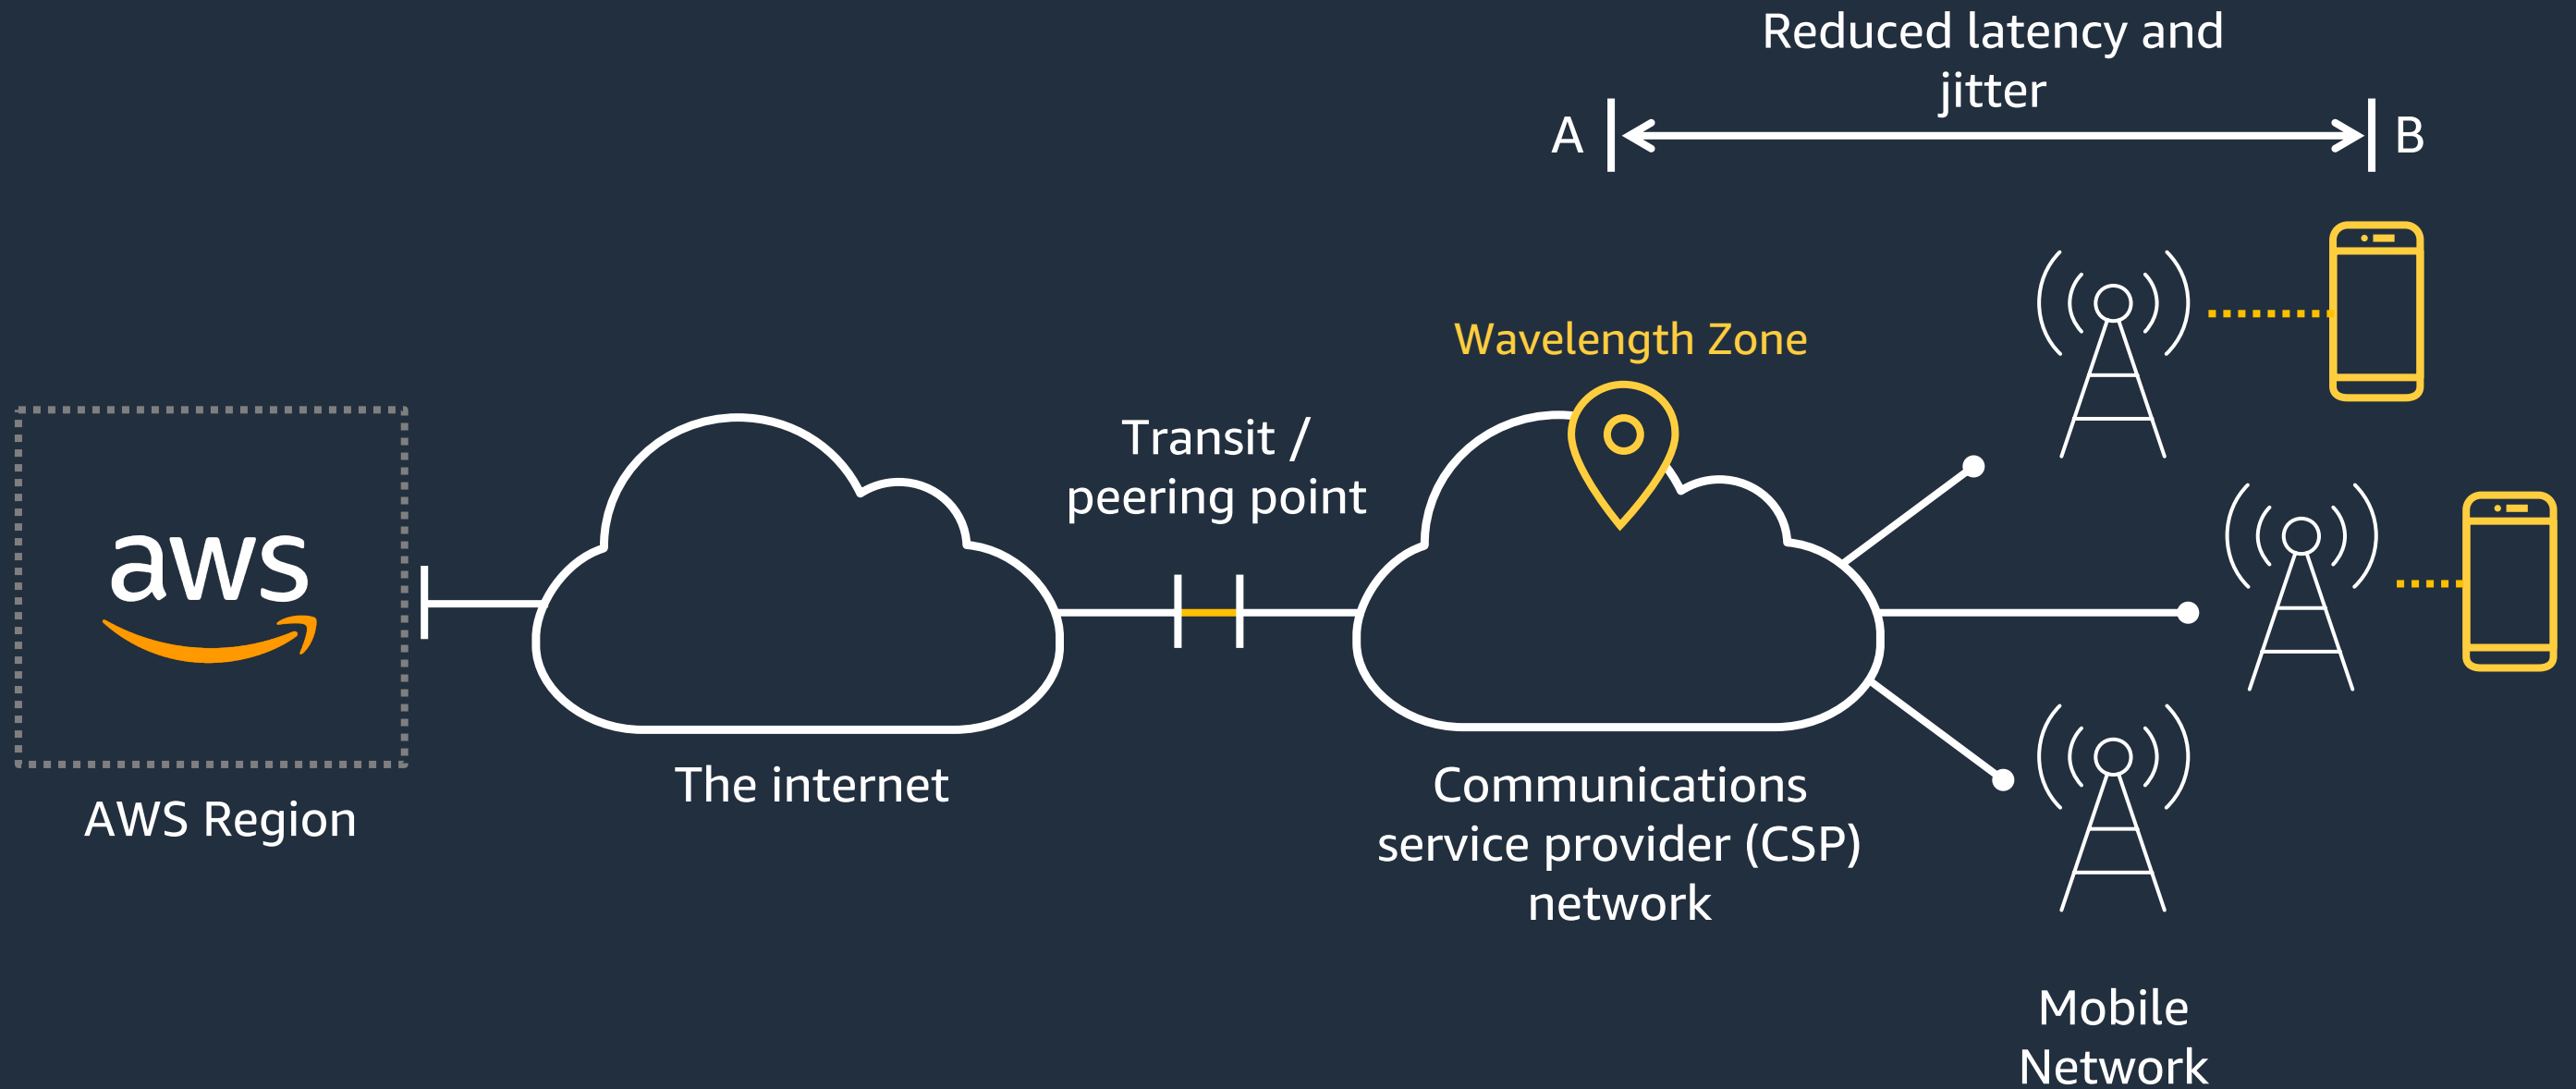 Reduced latency and
jitter
A
B
Wavelength Zone
Transit /
peering point
aws
AWS Region
The internet
Communications
service provider (CSP)
network
Mobile
Network